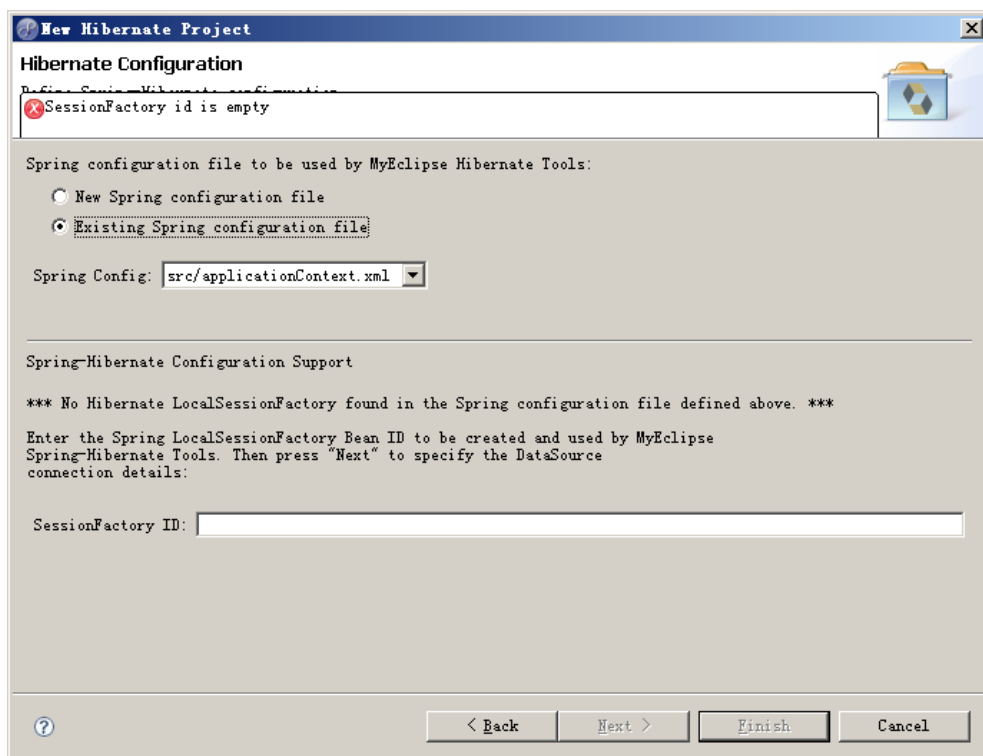 New Hibernate Project
Hibernate Configuration
Define Spring-Hibernate configuration
SessionFactory id is empty
Spring configuration file to be used by MyEclipse Hibernate Tools:
New Spring configuration file
Existing Spring configuration file
Spring Config: src/applicationContext.xml
Spring-Hibernate Configuration Support
*** No Hibernate LocalSessionFactory found in the Spring configuration file defined above. ***
Enter the Spring LocalSessionFactory Bean ID to be created and used by MyEclipse
Spring-Hibernate Tools. Then press "Next" to specify the DataSource
connection details:
SessionFactory ID:
< Back Next > Finish Cancel